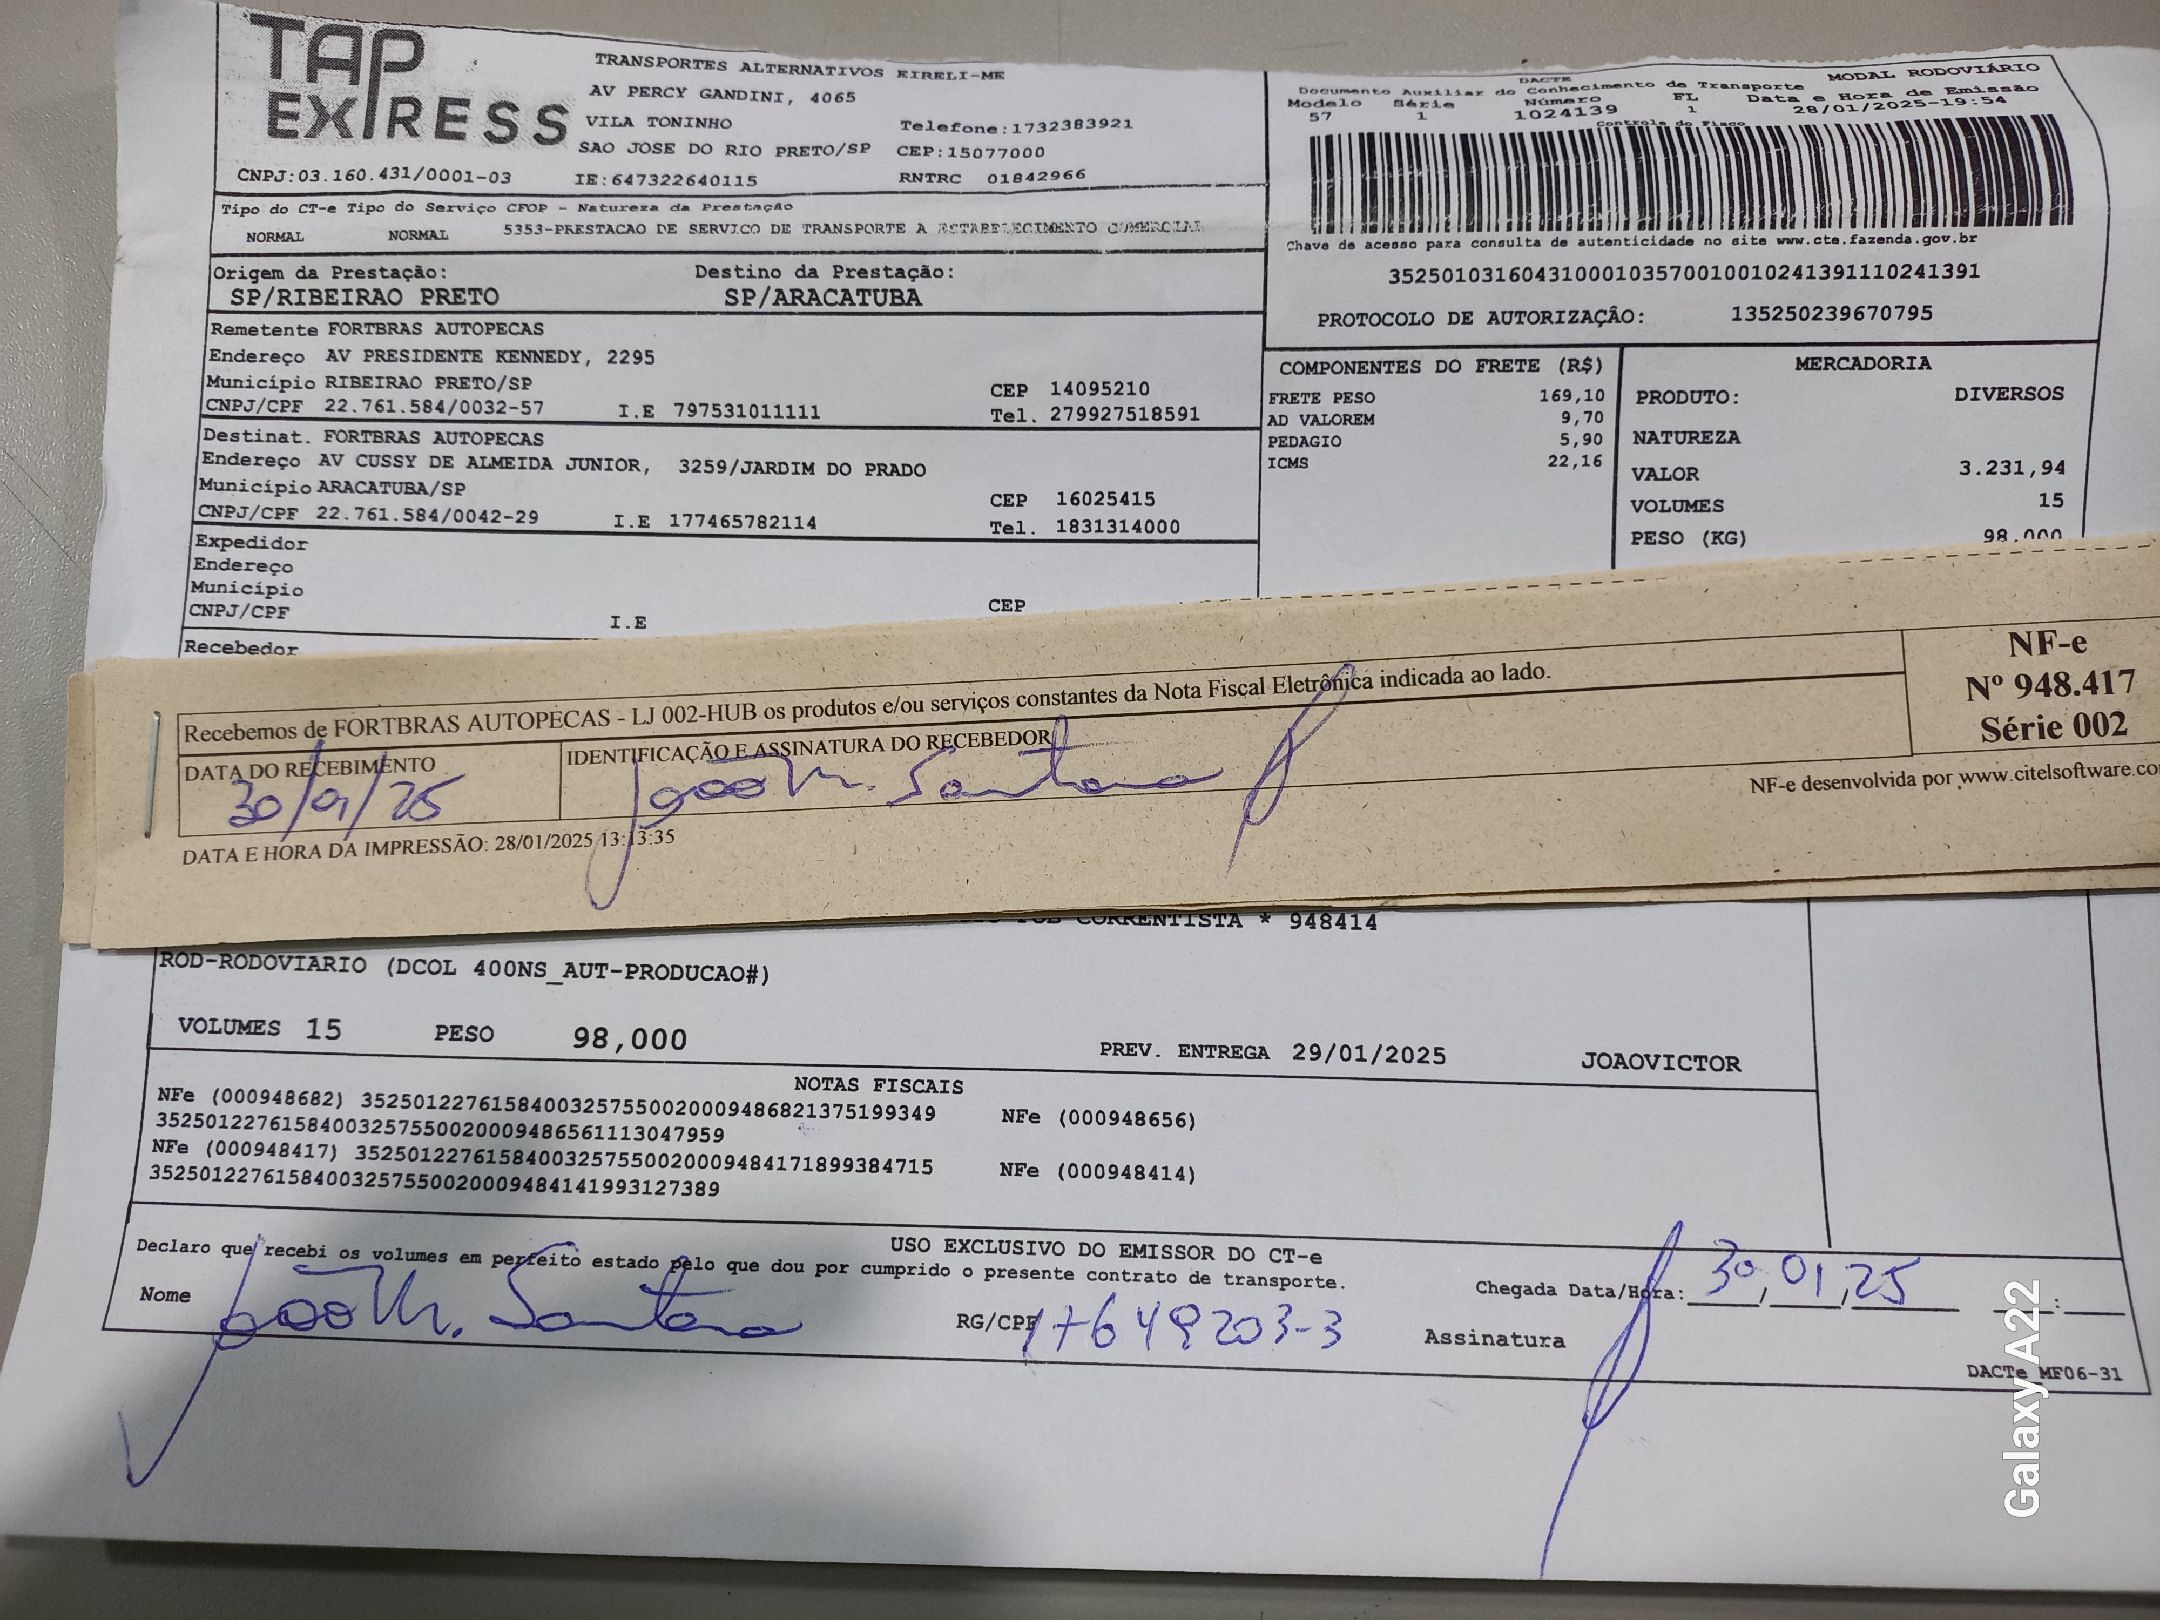 TAP EXPRESS
TRANSPORTES ALTERNATIVOS EIRELI-ME
AV PERCY GANDINI, 4065
VILA TONINHO Telefone:1732383921
SAO JOSE DO RIO PRETO/SP CEP:15077000
CNPJ:03.160.431/0001-03 IE:647322640115 RNTRC 01842966
Tipo do CT-e Tipo do Serviço CFOP - Natureza da Prestação
NORMAL NORMAL 5353-PRESTACAO DE SERVICO DE TRANSPORTE A ESTABELECIMENTO COMERCIAL
DACTE MODAL RODOVIÁRIO
Documento Auxiliar do Conhecimento de Transporte
Modelo Série Número FL Data e Hora de Emissão
57 1 1024139 1 28/01/2025-19:54
Controle do Fisco
Chave de acesso para consulta de autenticidade no site www.cte.fazenda.gov.br
35250103160431000103570010010241391110241391
PROTOCOLO DE AUTORIZAÇÂO: 135250239670795
Origem da Prestação: Destino da Prestação:
SP/RIBEIRAO PRETO SP/ARACATUBA
Remetente FORTBRAS AUTOPECAS
Endereço AV PRESIDENTE KENNEDY, 2295
Município RIBEIRAO PRETO/SP CEP 14095210
CNPJ/CPF 22.761.584/0032-57 I.E 797531011111 Tel. 279927518591
Destinat. FORTBRAS AUTOPECAS
Endereço AV CUSSY DE ALMEIDA JUNIOR, 3259/JARDIM DO PRADO
Município ARACATUBA/SP CEP 16025415
CNPJ/CPF 22.761.584/0042-29 I.E 177465782114 Tel. 1831314000
Expedidor
Endereço
Município CEP
CNPJ/CPF I.E
Recebedor
COMPONENTES DO FRETE (R$)
FRETE PESO 169,10
AD VALOREM 9,70
PEDAGIO 5,90
ICMS 22,16
MERCADORIA
PRODUTO: DIVERSOS
NATUREZA
VALOR 3.231,94
VOLUMES 15
PESO (KG) 98,000
Recebemos de FORTBRAS AUTOPECAS - LJ 002-HUB os produtos e/ou serviços constantes da Nota Fiscal Eletrônica indicada ao lado.
NF-e
Nº 948.417
Série 002
DATA DO RECEBIMENTO IDENTIFICAÇÃO E ASSINATURA DO RECEBEDOR
30/01/25 João M. Santana
NF-e desenvolvida por www.citelsoftware.co
DATA E HORA DA IMPRESSÃO: 28/01/2025 13:13:35
CORRENTISTA * 948414
ROD-RODOVIARIO (DCOL 400NS_AUT-PRODUCAO#)
VOLUMES 15 PESO 98,000 PREV. ENTREGA 29/01/2025 JOAOVICTOR
NOTAS FISCAIS
NFe (000948682) 35250122761584003257550020009486821375199349 NFe (000948656)
35250122761584003257550020009486561113047959
NFe (000948417) 35250122761584003257550020009484171899384715 NFe (000948414)
35250122761584003257550020009484141993127389
USO EXCLUSIVO DO EMISSOR DO CT-e
Declaro que recebi os volumes em perfeito estado pelo que dou por cumprido o presente contrato de transporte.
Chegada Data/Hora: 30,01,25 :
Nome João M. Santana RG/CPF 17649203-3 Assinatura
DACTe MF06-31
Galaxy A22